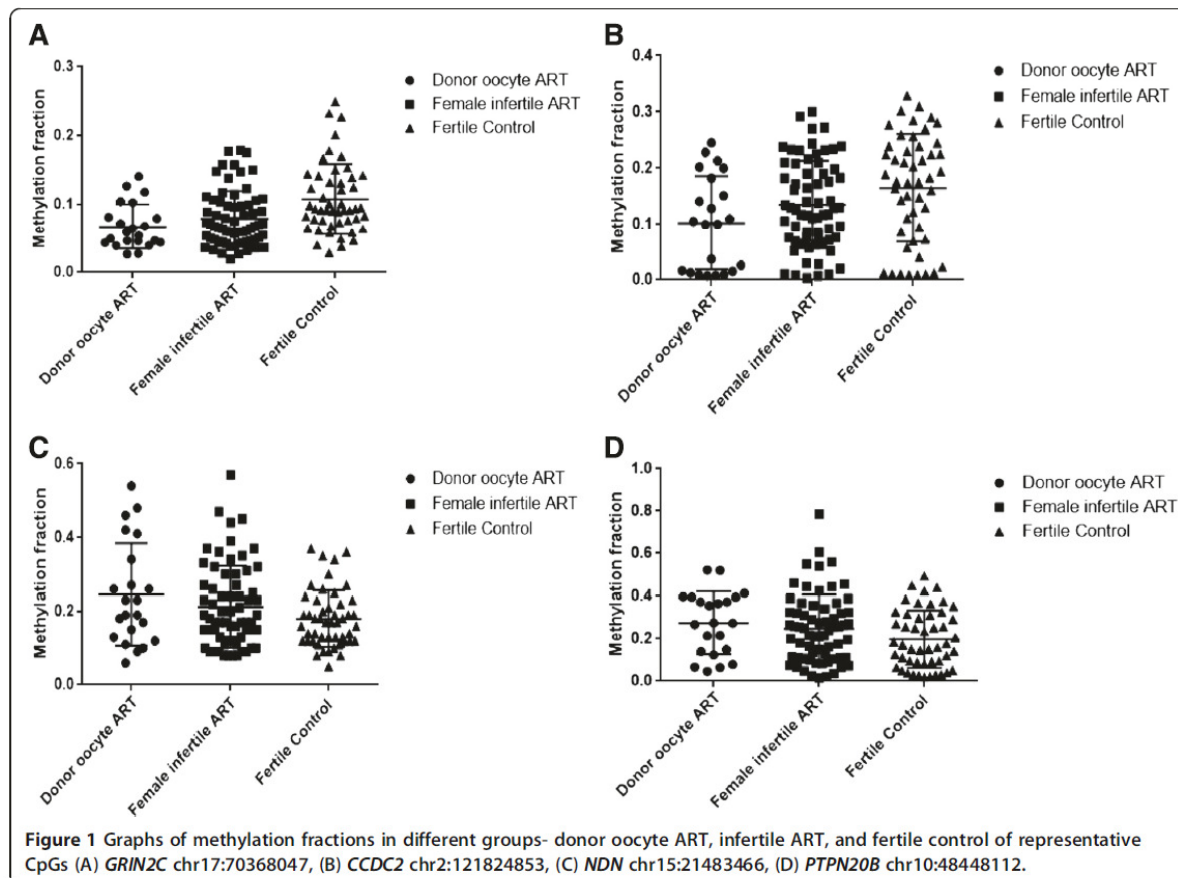 A
Methylation fraction
0.3
0.2
0.1
0.0
Donor oocyte ART
Female infertile ART
Fertile Control
Donor oocyte ART
Female infertile ART
Fertile Control
B
Methylation fraction
0.4
0.3
0.2
0.1
0.0
Donor oocyte ART
Female infertile ART
Fertile Control
Donor oocyte ART
Female infertile ART
Fertile Control
C
Methylation fraction
0.6
0.4
0.2
0.0
Donor oocyte ART
Female infertile ART
Fertile Control
Donor oocyte ART
Female infertile ART
Fertile Control
D
Methylation fraction
1.0
0.8
0.6
0.4
0.2
0.0
Donor oocyte ART
Female infertile ART
Fertile Control
Donor oocyte ART
Female infertile ART
Fertile Control
Figure 1 Graphs of methylation fractions in different groups- donor oocyte ART, infertile ART, and fertile control of representative
CpGs (A) GRIN2C chr17:70368047, (B) CCDC2 chr2:121824853, (C) NDN chr15:21483466, (D) PTPN20B chr10:48448112.